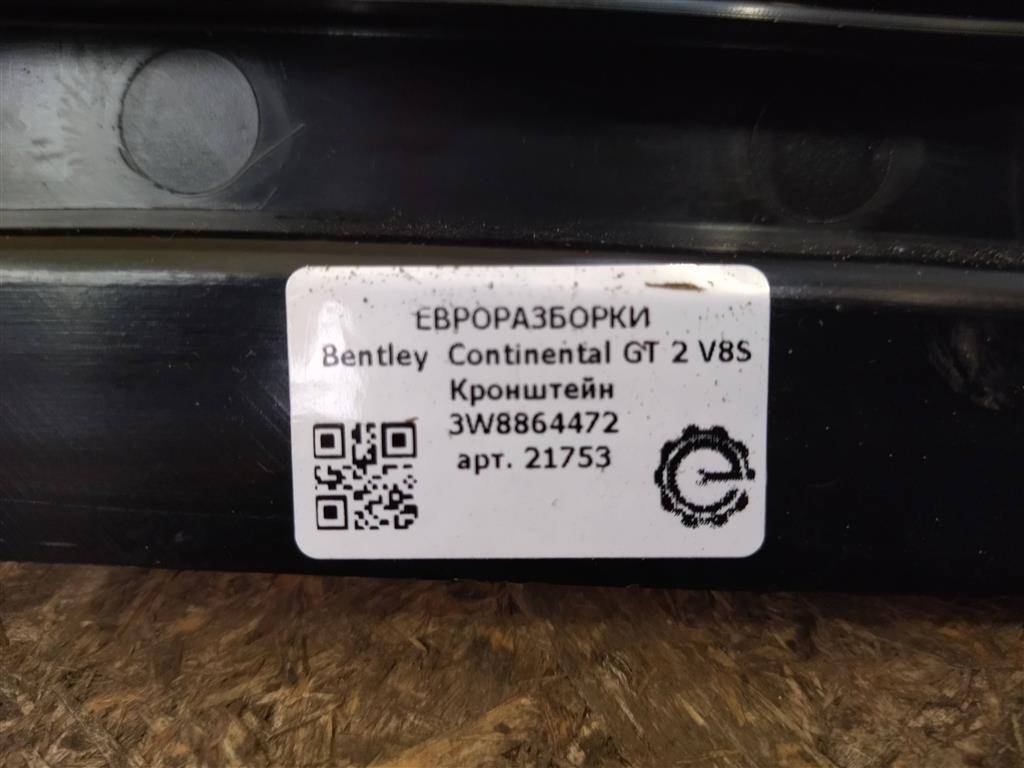 ЕВРОРАЗБОРКИ
Bentley Continental GT 2 V8S
Кронштейн
3W8864472
арт. 21753